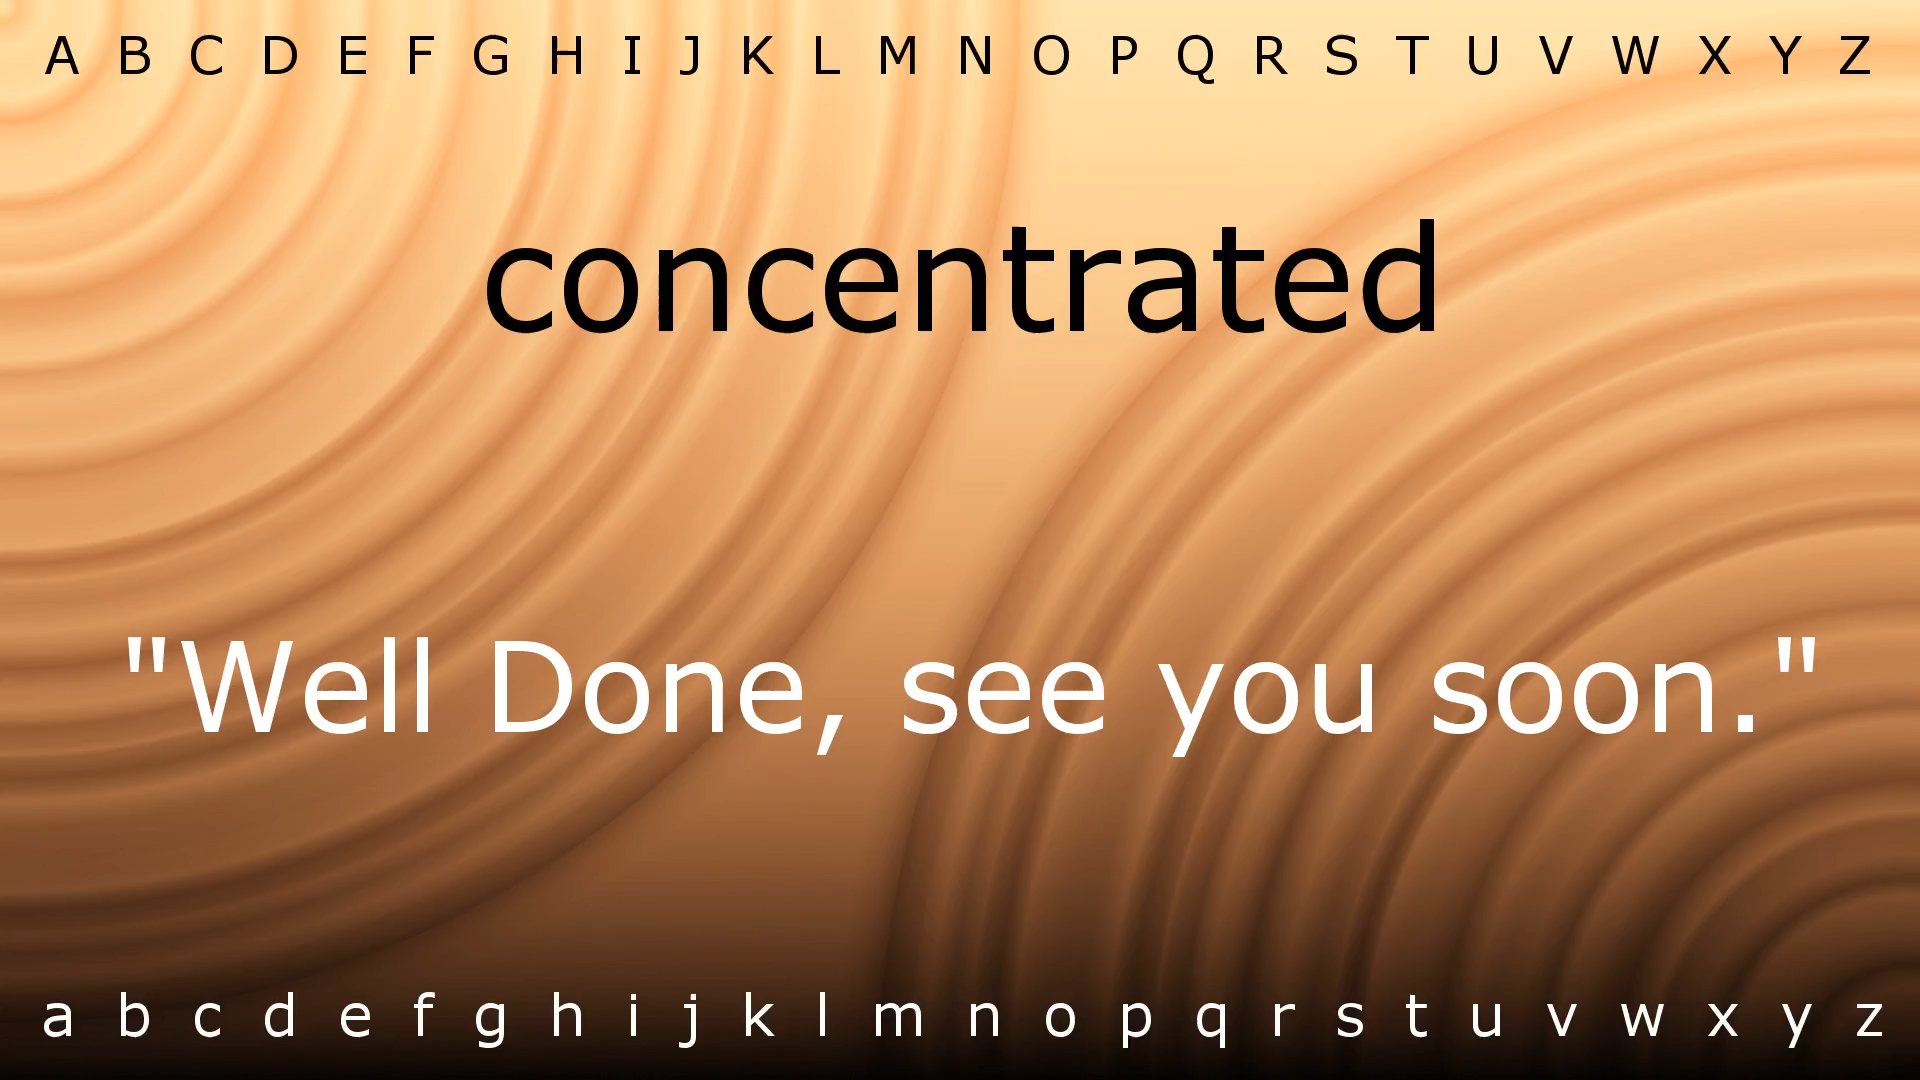 A B C D E F G H I J K L M N O P Q R S T U V W X Y Z
concentrated
"Well Done, see you soon."
a b c d e f g h i j k l m n o p q r s t u v w x y z